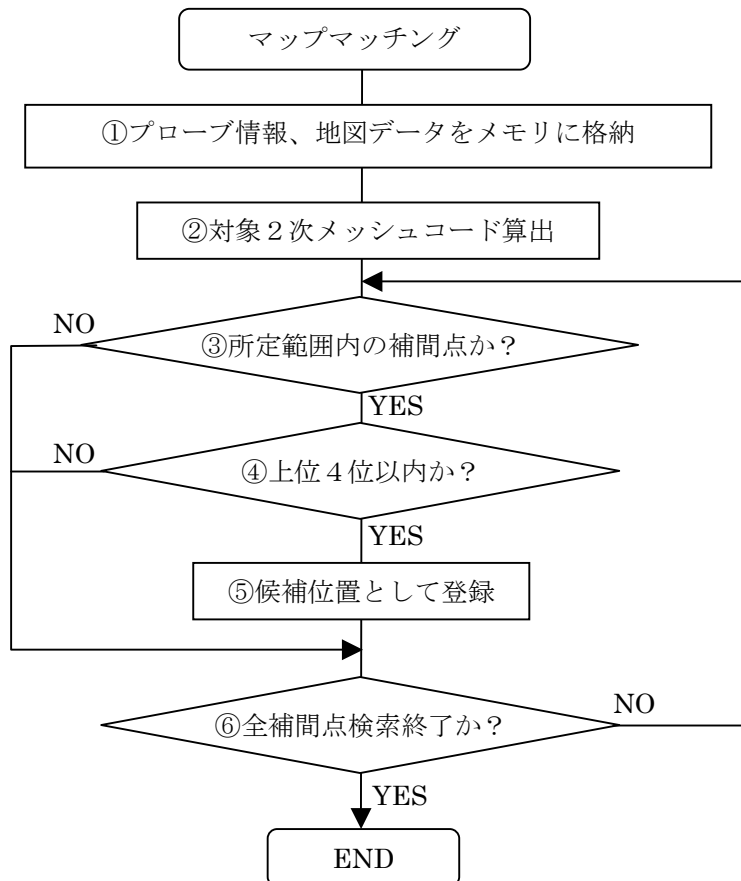 マップマッチング
①プローブ情報、地図データをメモリに格納
②対象２次メッシュコード算出
NO
③所定範囲内の補間点か？
YES
NO
④上位４位以内か？
YES
⑤候補位置として登録
NO
⑥全補間点検索終了か？
YES
END